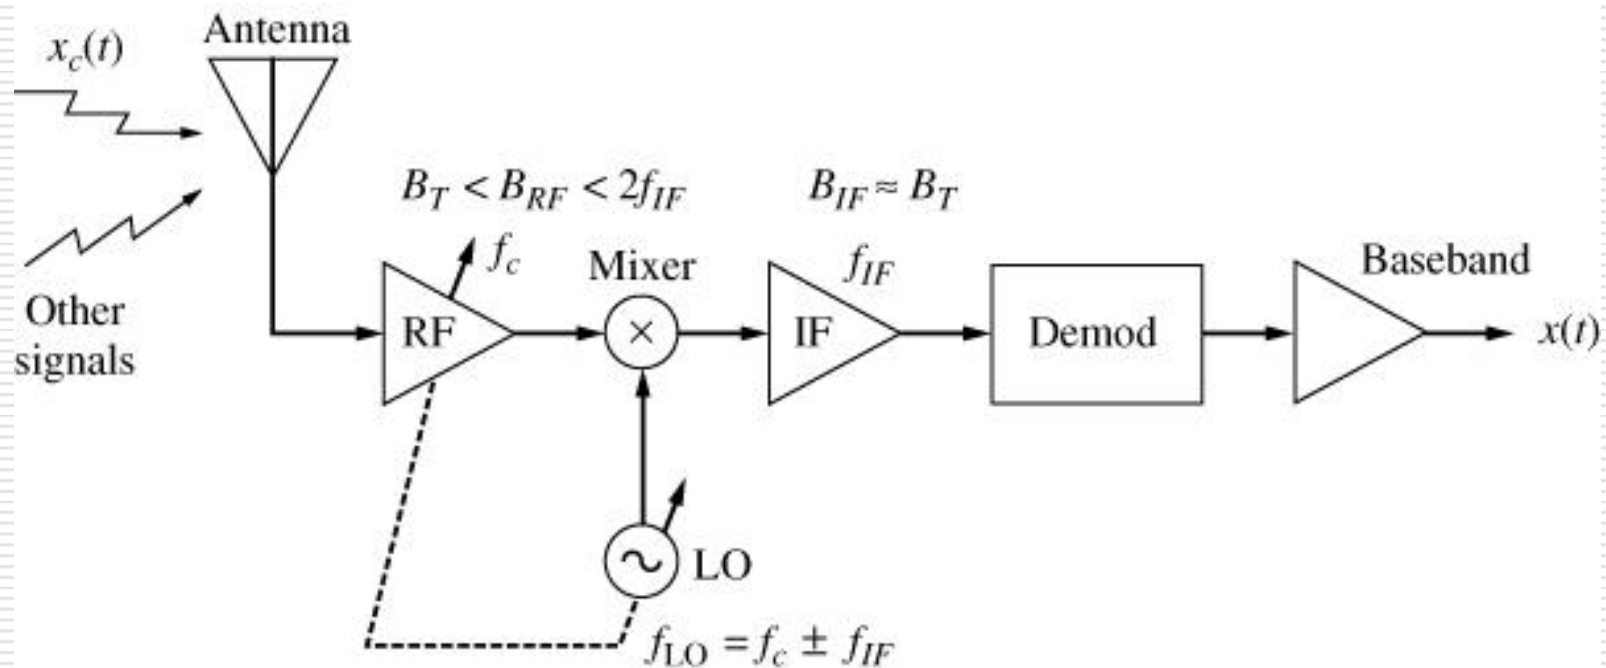 Antenna
x_c(t)
Other
signals
B_T < B_RF < 2f_IF
B_IF ≈ B_T
f_c
Mixer
f_IF
Baseband
RF
×
IF
Demod
x(t)
~ LO
f_LO = f_c ± f_IF